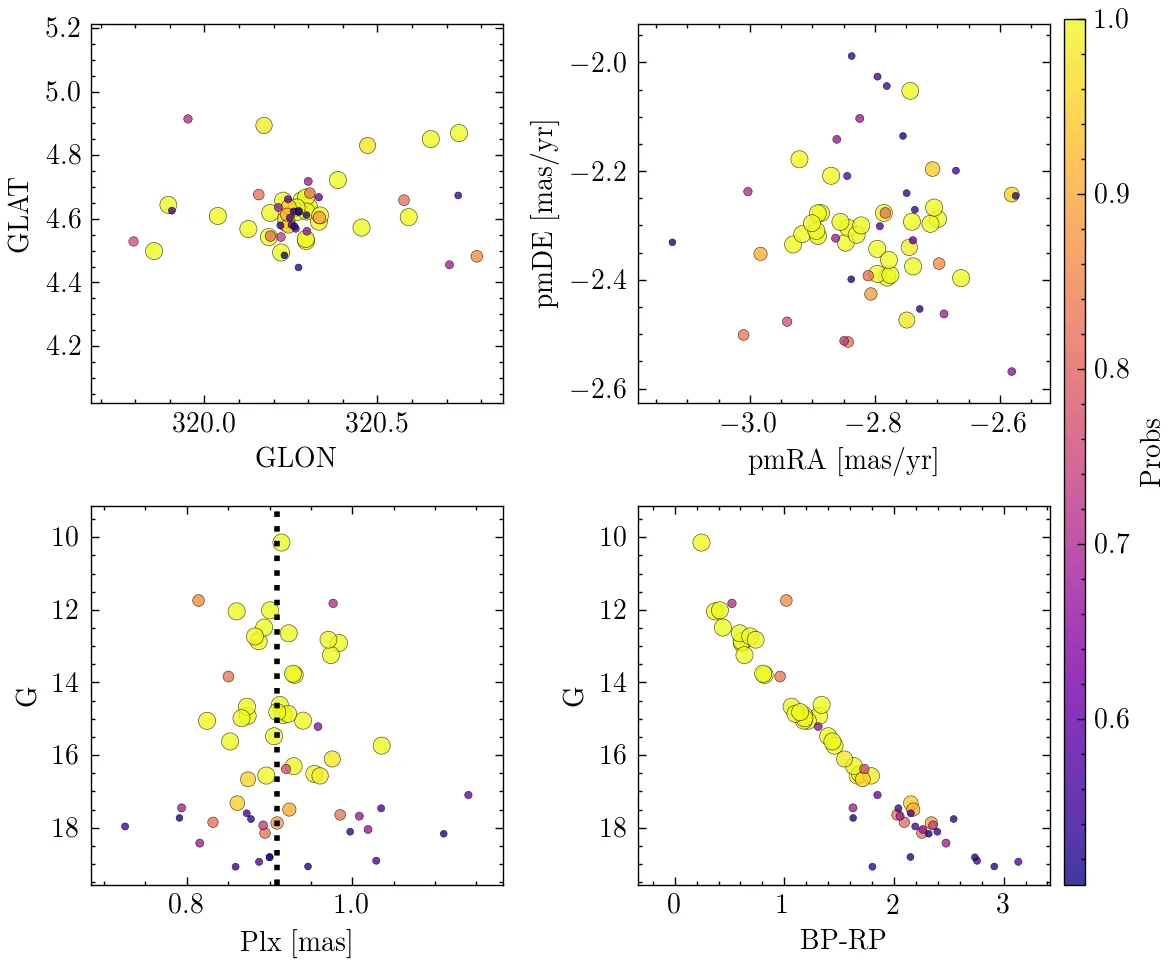 5.2
5.0
4.8
4.6
4.4
4.2
GLAT
320.0 320.5
GLON
−2.0
−2.2
−2.4
−2.6
pmDE [mas/yr]
−3.0 −2.8 −2.6
pmRA [mas/yr]
1.0
0.9
0.8
0.7
0.6
Probs
10
12
14
16
18
G
0.8 1.0
Plx [mas]
10
12
14
16
18
G
0 1 2 3
BP-RP